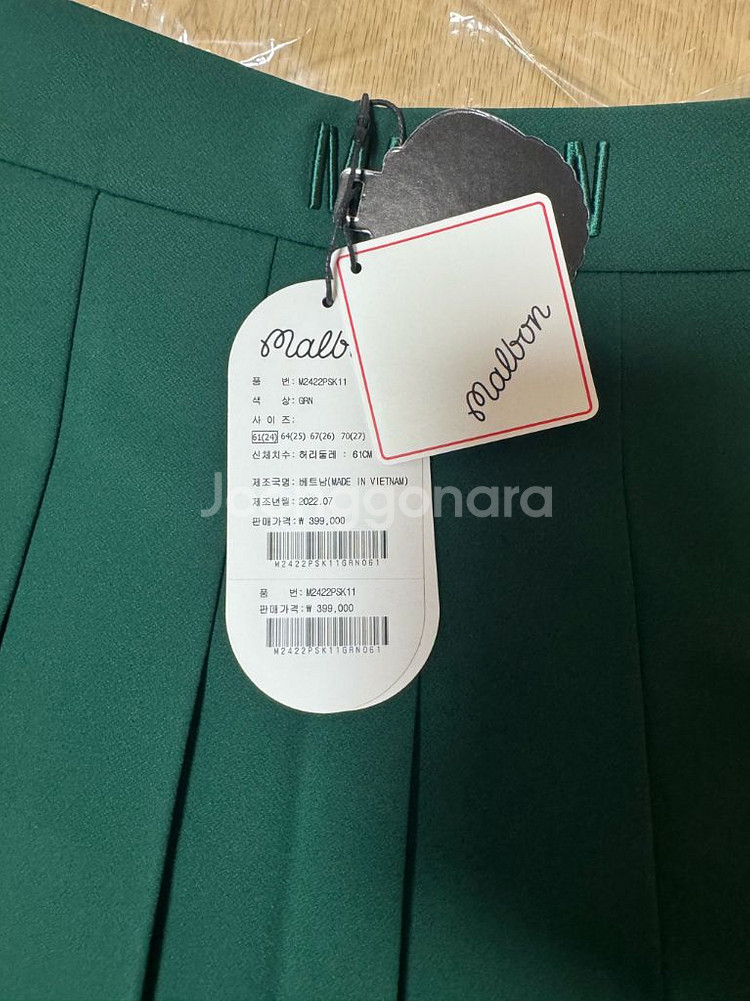 Malbon
품 번: M2422PSK11
색 상: GRN
사 이 즈:
61(24) 64(25) 67(26) 70(27)
신체치수: 허리둘레 : 61CM
제조국명: 베트남(MADE IN VIETNAM)
제조년월: 2022.07
판매가격: ₩ 399,000
M2422PSK11GRN061
품 번: M2422PSK11
판매가격: ₩ 399,000
M2422PSK11GRN061
Malb
Joonggonara